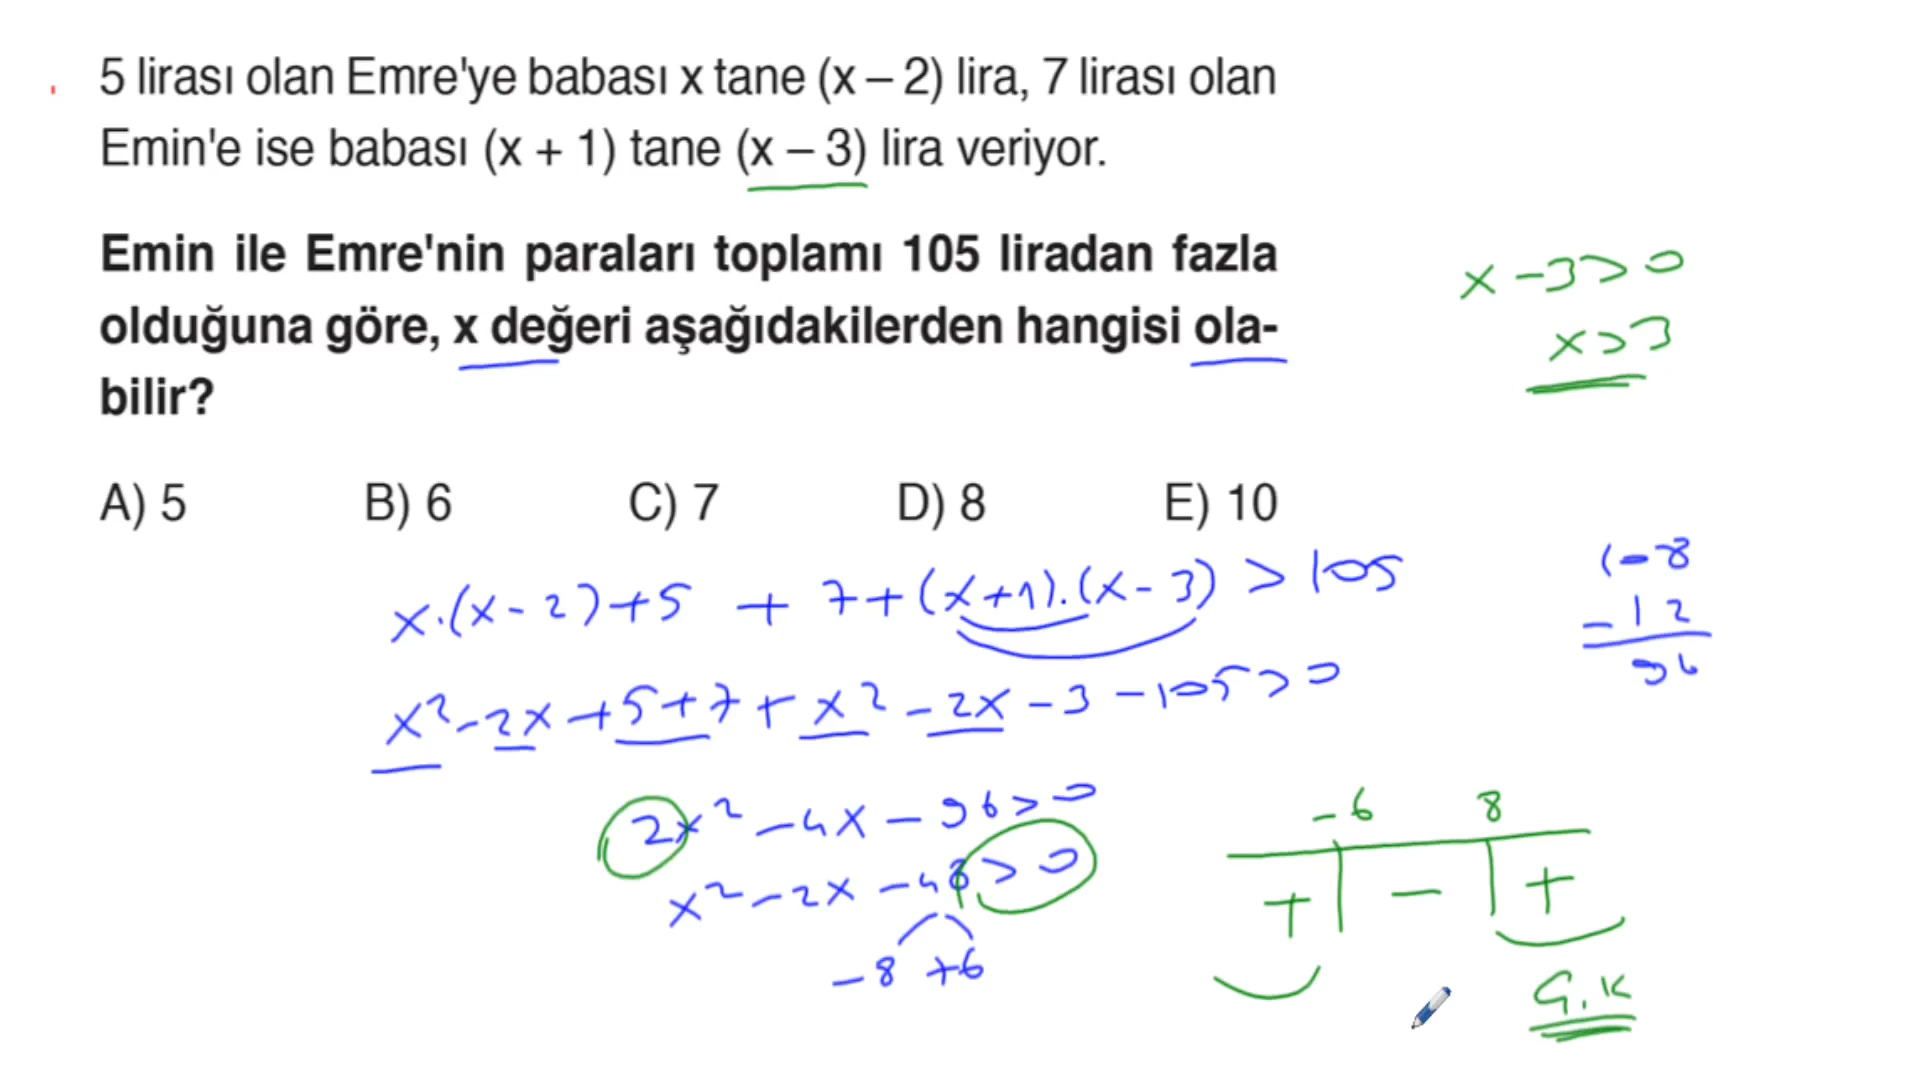 5 lirası olan Emre'ye babası x tane (x – 2) lira, 7 lirası olan
Emin'e ise babası (x + 1) tane (x – 3) lira veriyor.
Emin ile Emre'nin paraları toplamı 105 liradan fazla
olduğuna göre, x değeri aşağıdakilerden hangisi ola-
bilir?
x - 3 > 0
x > 3
A) 5 B) 6 C) 7 D) 8 E) 10
x.(x - 2) + 5 + 7 + (x + 1).(x - 3) > 105
x² - 2x + 5 + 7 + x² - 2x - 3 - 105 > 0
2x² - 4x - 96 > 0
x² - 2x - 48 > 0
-8 +6
108
- 12
96
-6 8
+ - +
Ç.K